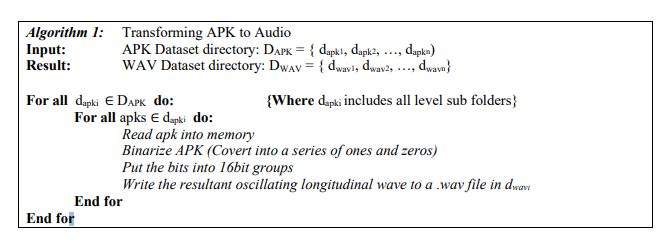 Algorithm 1: Transforming APK to Audio
Input: APK Dataset directory: DAPK = { dapk1, dapk2, …, dapkn)
Result: WAV Dataset directory: DWAV = { dwav1, dwav2, …, dwavn}
For all dapki ∈ DAPK do: {Where dapki includes all level sub folders}
For all apks ∈ dapki do:
Read apk into memory
Binarize APK (Covert into a series of ones and zeros)
Put the bits into 16bit groups
Write the resultant oscillating longitudinal wave to a .wav file in dwavi
End for
End for